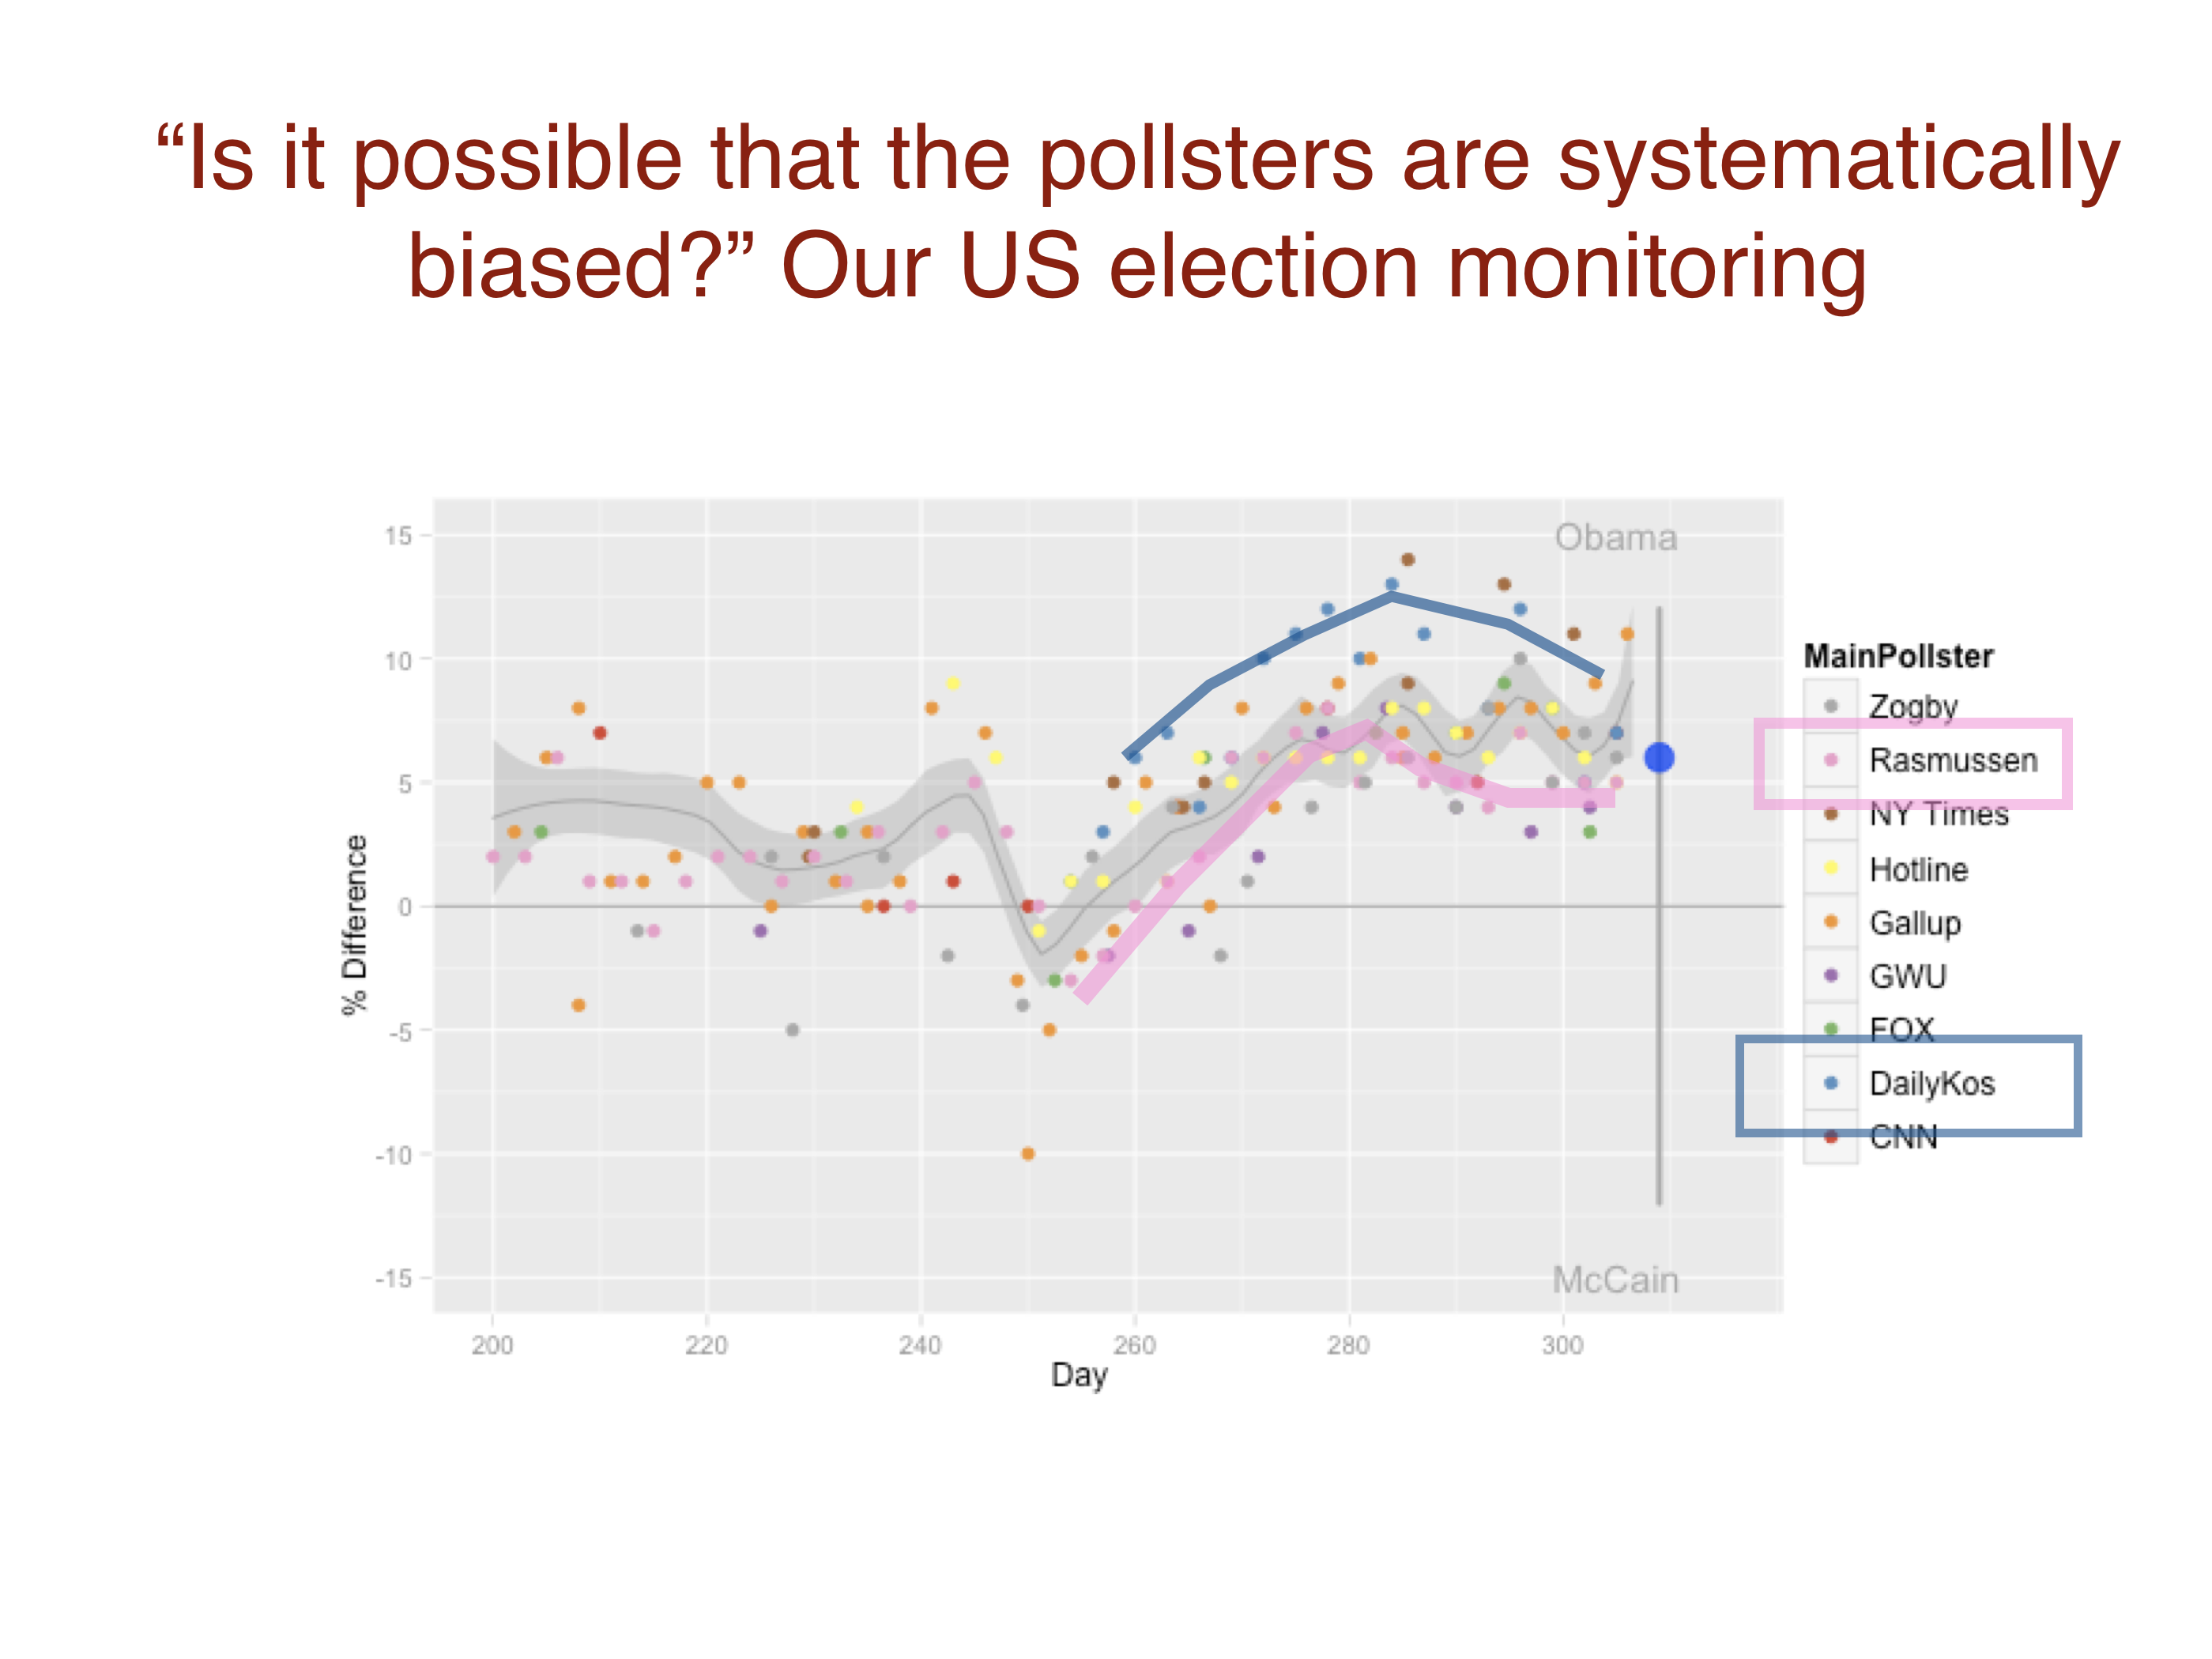 “Is it possible that the pollsters are systematically
biased?” Our US election monitoring
15
10
5
0
-5
-10
-15
% Difference
Obama
McCain
200 220 240 260 280 300
Day
MainPollster
Zogby
Rasmussen
NY Times
Hotline
Gallup
GWU
FOX
DailyKos
CNN